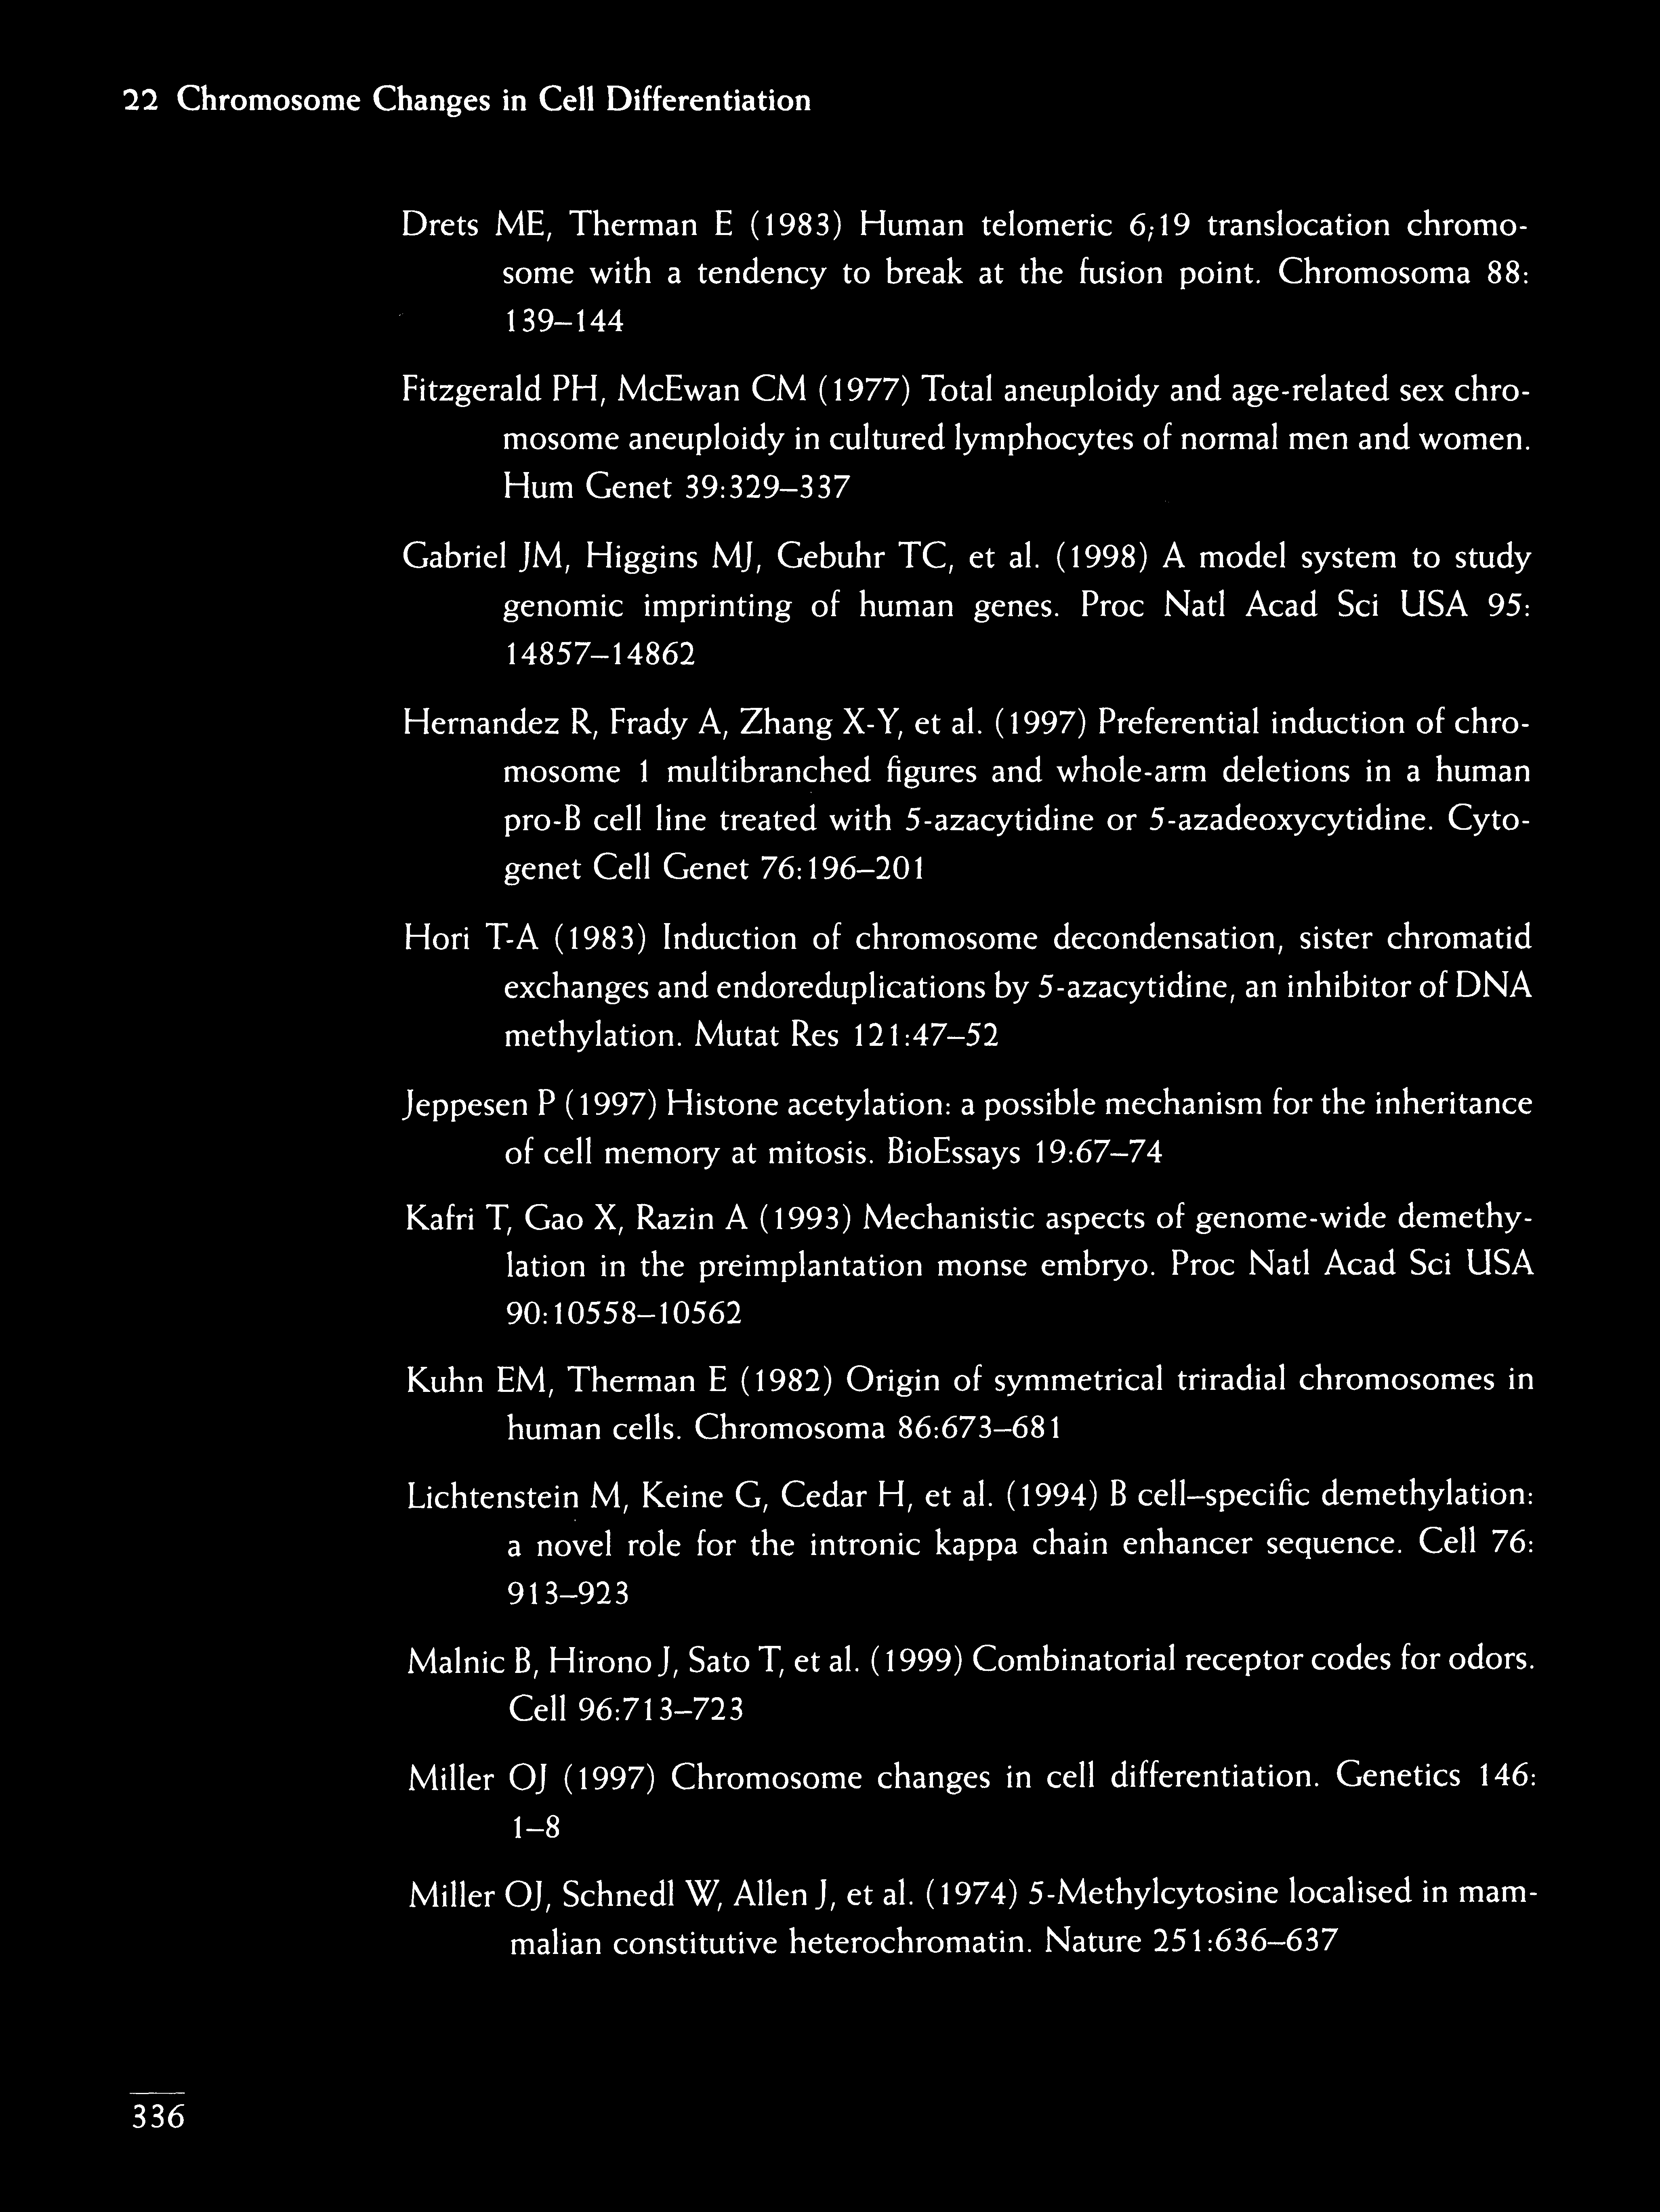 22 Chromosome Changes in Cell Differentiation
Drets ME, Therman E (1983) Human telomeric 6;19 translocation chromo-
some with a tendency to break at the fusion point. Chromosoma 88:
139–144
Fitzgerald PH, McEwan CM (1977) Total aneuploidy and age-related sex chro-
mosome aneuploidy in cultured lymphocytes of normal men and women.
Hum Genet 39:329–337
Gabriel JM, Higgins MJ, Gebuhr TC, et al. (1998) A model system to study
genomic imprinting of human genes. Proc Natl Acad Sci USA 95:
14857–14862
Hernandez R, Frady A, Zhang X-Y, et al. (1997) Preferential induction of chro-
mosome 1 multibranched figures and whole-arm deletions in a human
pro-B cell line treated with 5-azacytidine or 5-azadeoxycytidine. Cyto-
genet Cell Genet 76:196–201
Hori T-A (1983) Induction of chromosome decondensation, sister chromatid
exchanges and endoreduplications by 5-azacytidine, an inhibitor of DNA
methylation. Mutat Res 121:47–52
Jeppesen P (1997) Histone acetylation: a possible mechanism for the inheritance
of cell memory at mitosis. BioEssays 19:67–74
Kafri T, Gao X, Razin A (1993) Mechanistic aspects of genome-wide demethy-
lation in the preimplantation monse embryo. Proc Natl Acad Sci USA
90:10558–10562
Kuhn EM, Therman E (1982) Origin of symmetrical triradial chromosomes in
human cells. Chromosoma 86:673–681
Lichtenstein M, Keine G, Cedar H, et al. (1994) B cell–specific demethylation:
a novel role for the intronic kappa chain enhancer sequence. Cell 76:
913–923
Malnic B, Hirono J, Sato T, et al. (1999) Combinatorial receptor codes for odors.
Cell 96:713–723
Miller OJ (1997) Chromosome changes in cell differentiation. Genetics 146:
1–8
Miller OJ, Schnedl W, Allen J, et al. (1974) 5-Methylcytosine localised in mam-
malian constitutive heterochromatin. Nature 251:636–637
336